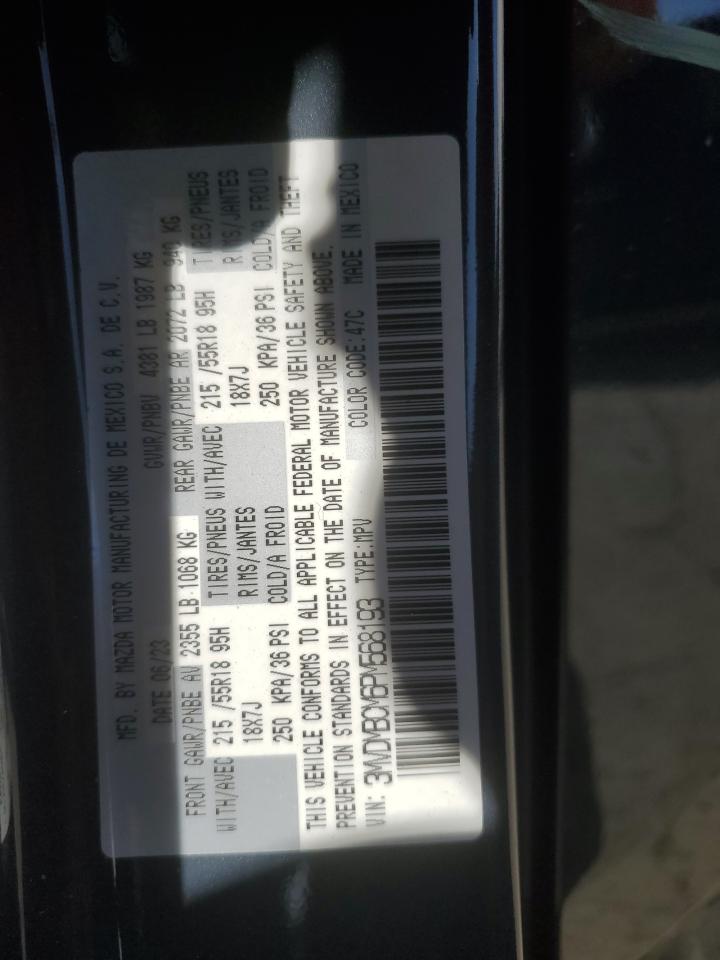 MFD. BY MAZDA MOTOR MANUFACTURING DE MEXICO S.A. DE C.V.
DATE 06/23 GVWR/PNBV 4381 LB 1987 KG
FRONT GAWR/PNBE AV 2355 LB 1068 KG REAR GAWR/PNBE AR 2072 LB 940 KG
WITH/AVEC 215 /55R18 95H TIRES/PNEUS WITH/AVEC 215 /55R18 95H TIRES/PNEUS
18X7J RIMS/JANTES 18X7J RIMS/JANTES
250 KPA/36 PSI COLD/A FROID 250 KPA/36 PSI COLD/A FROID
THIS VEHICLE CONFORMS TO ALL APPLICABLE FEDERAL MOTOR VEHICLE SAFETY AND THEFT
PREVENTION STANDARDS IN EFFECT ON THE DATE OF MANUFACTURE SHOWN ABOVE.
VIN: 3MVDMBCM6PM568193 TYPE:MPV COLOR CODE:47C MADE IN MEXICO